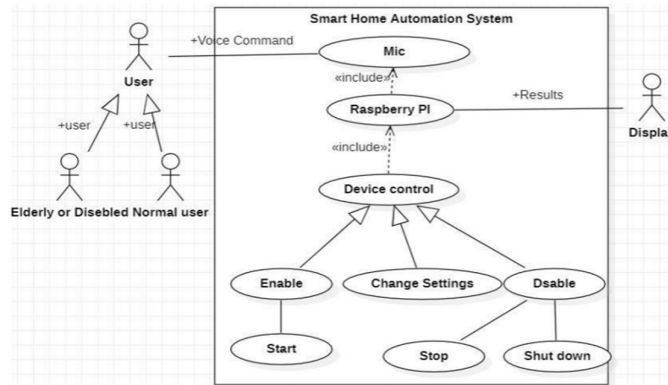 Smart Home Automation System
+Voice Command
Mic
User
«include»
Raspberry PI
+Results
+user
+user
Displa
«include»
Device control
Elderly or Disebled
Normal user
Enable
Change Settings
Dsable
Start
Stop
Shut down